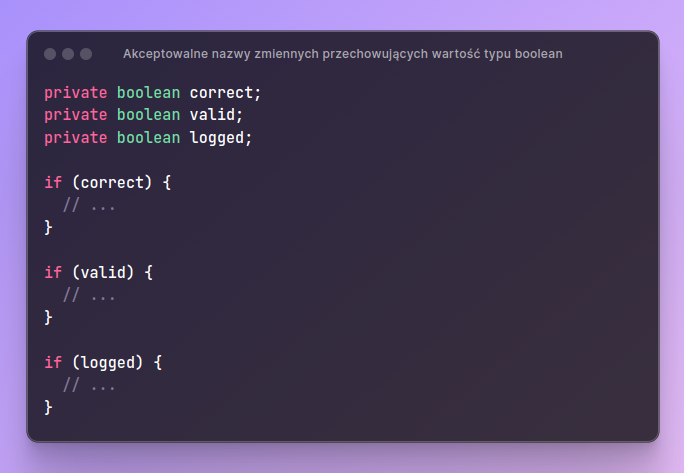 Akceptowalne nazwy zmiennych przechowujących wartość typu boolean
private boolean correct;
private boolean valid;
private boolean logged;
if (correct) {
  // ...
}
if (valid) {
  // ...
}
if (logged) {
  // ...
}